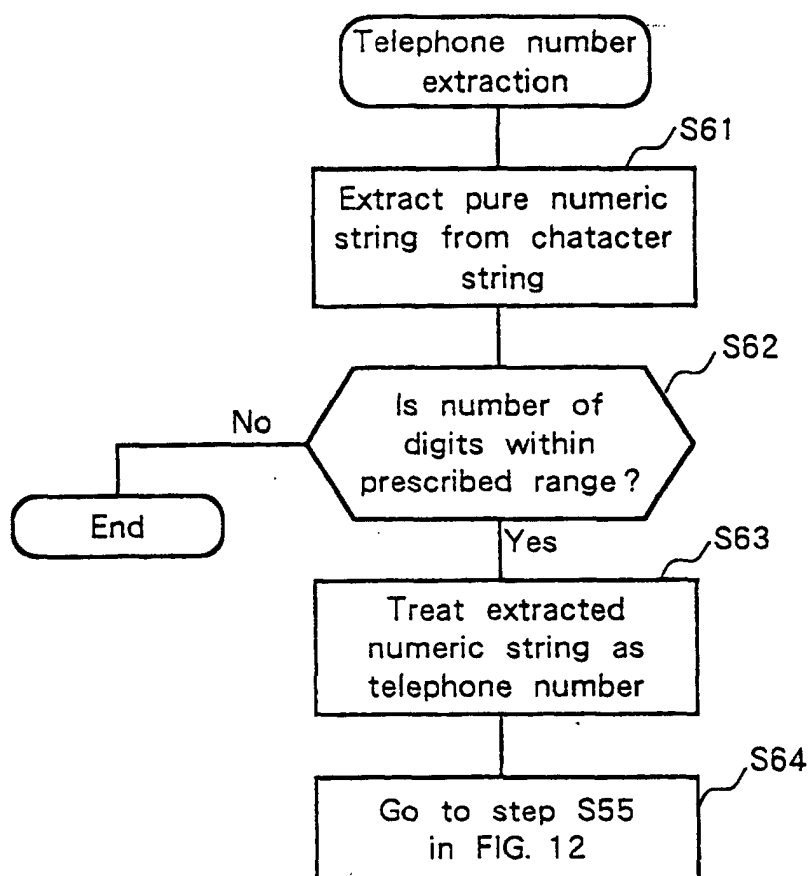 Telephone number
extraction
S61
Extract pure numeric
string from chatacter
string
S62
Is number of
digits within
prescribed range?
No
End
Yes
S63
Treat extracted
numeric string as
telephone number
S64
Go to step S55
in FIG. 12